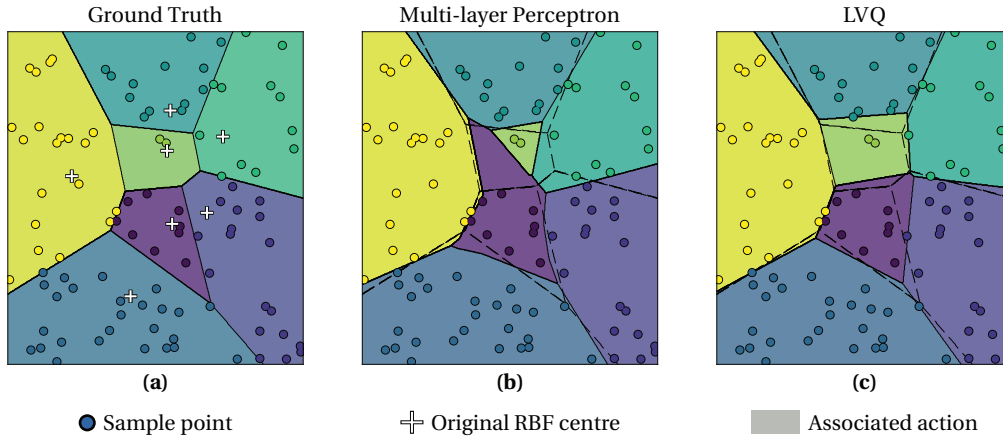 Ground Truth
Multi-layer Perceptron
LVQ
(a)
(b)
(c)
Sample point
Original RBF centre
Associated action